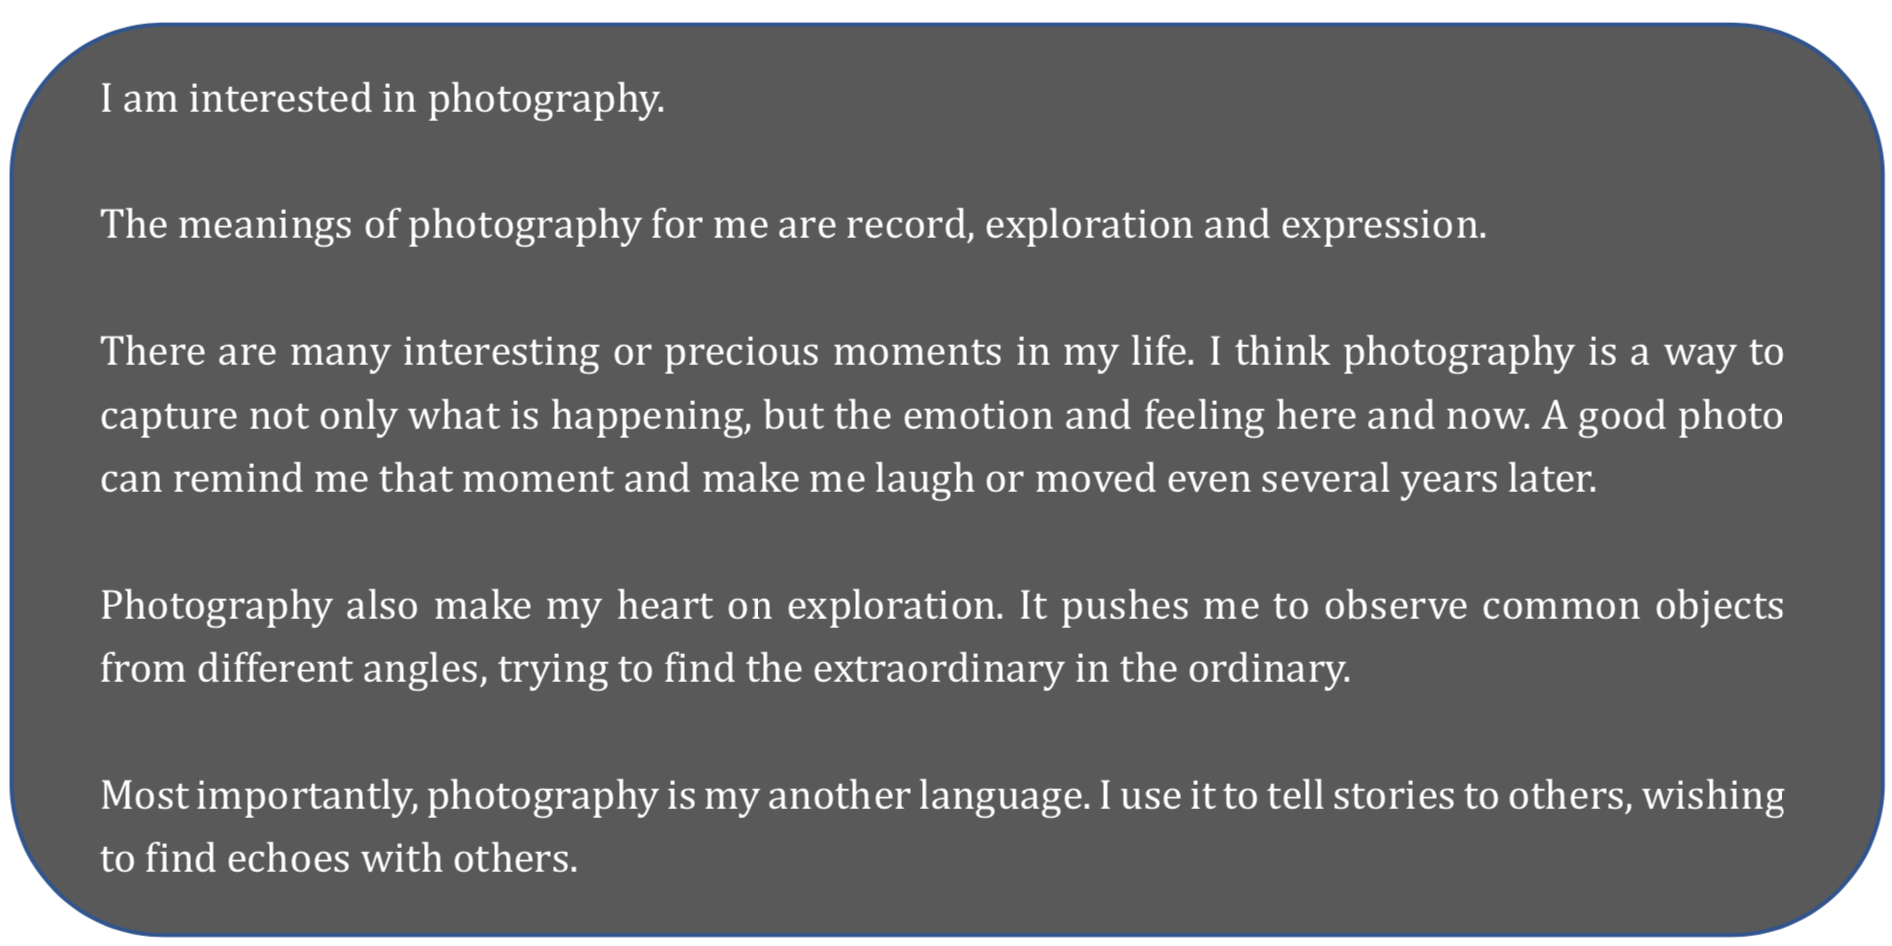 I am interested in photography.
The meanings of photography for me are record, exploration and expression.
There are many interesting or precious moments in my life. I think photography is a way to
capture not only what is happening, but the emotion and feeling here and now. A good photo
can remind me that moment and make me laugh or moved even several years later.
Photography also make my heart on exploration. It pushes me to observe common objects
from different angles, trying to find the extraordinary in the ordinary.
Most importantly, photography is my another language. I use it to tell stories to others, wishing
to find echoes with others.